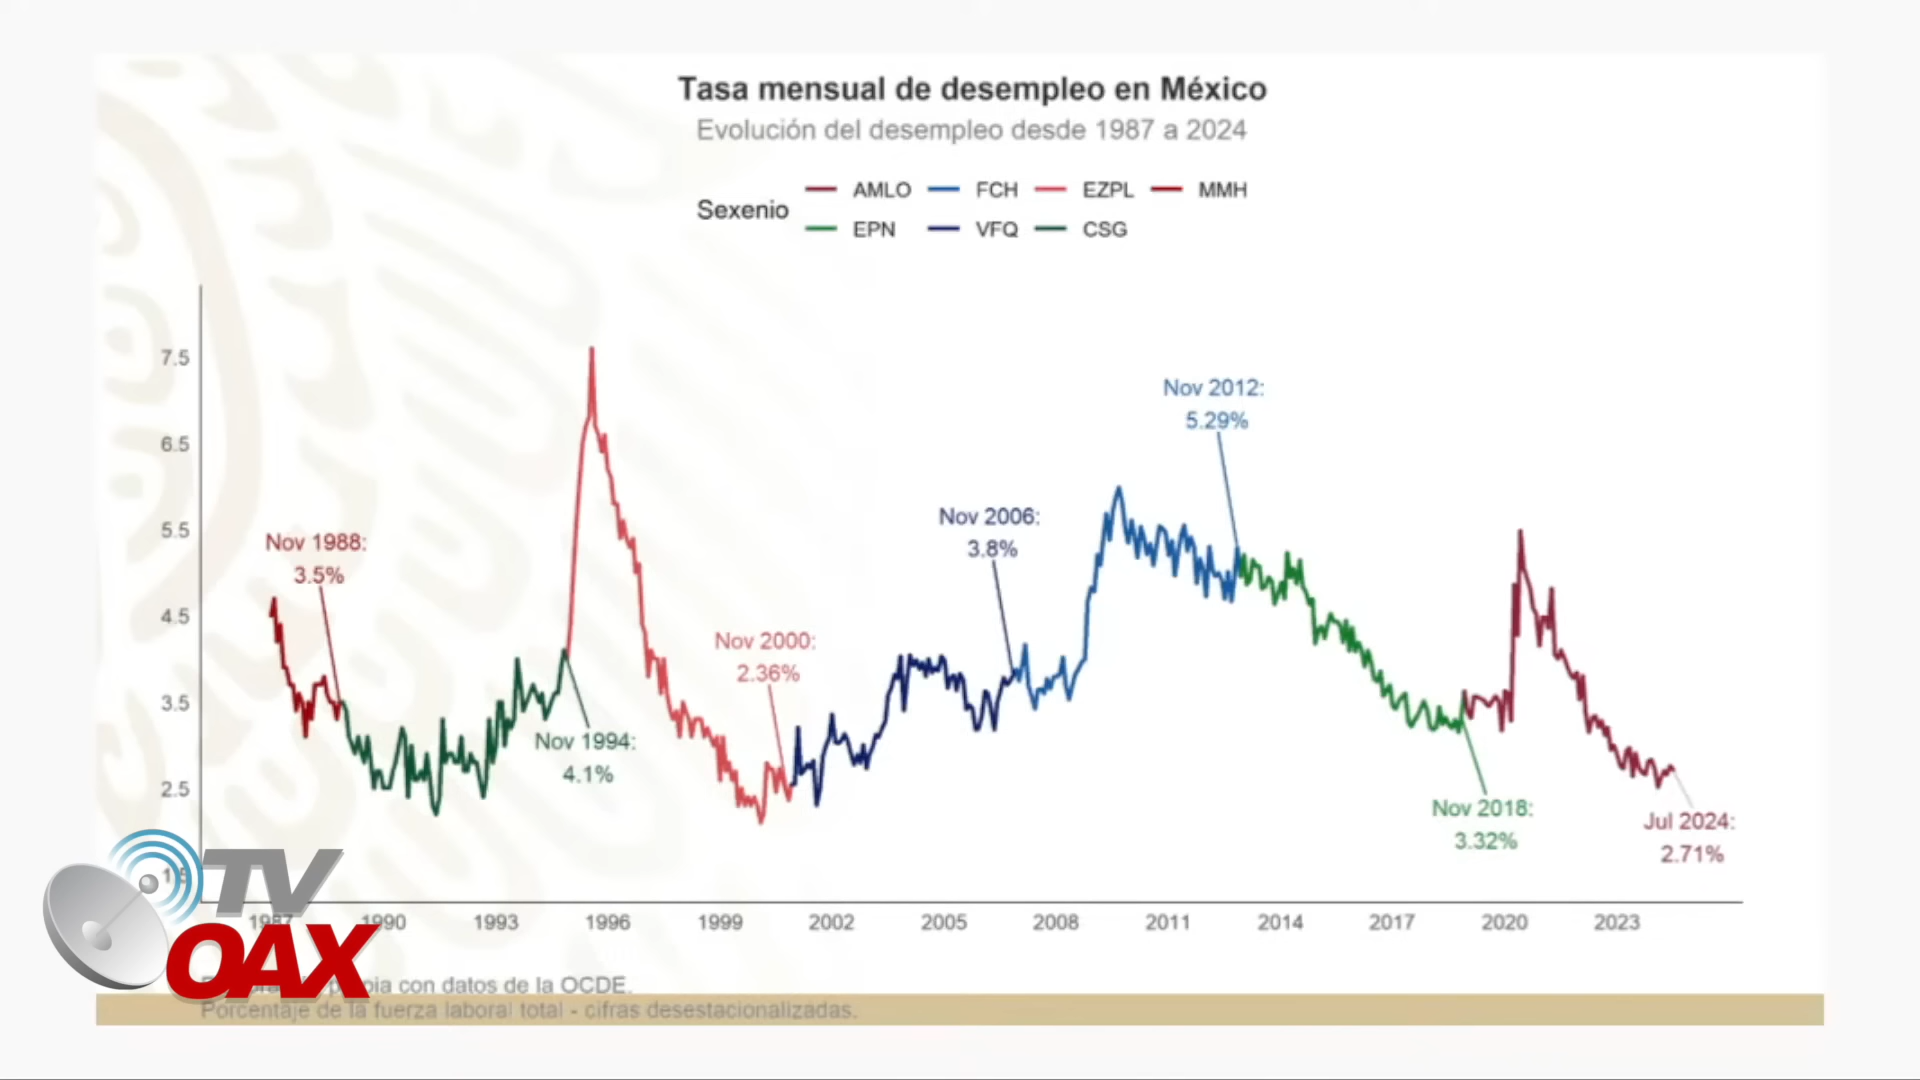 Tasa mensual de desempleo en México
Evolución del desempleo desde 1987 a 2024
Sexenio
AMLO FCH EZPL MMH
EPN VFQ CSG
7.5
6.5
5.5
4.5
3.5
2.5
Nov 1988:
3.5%
Nov 1994:
4.1%
Nov 2000:
2.36%
Nov 2006:
3.8%
Nov 2012:
5.29%
Nov 2018:
3.32%
Jul 2024:
2.71%
1987 1990 1993 1996 1999 2002 2005 2008 2011 2014 2017 2020 2023
con datos de la OCDE.
Porcentaje de la fuerza laboral total - cifras desestacionalizadas.
TV
OAX